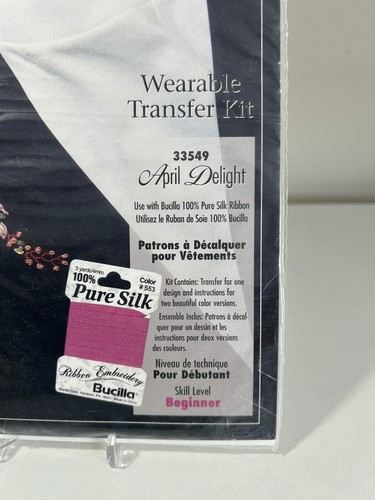 Wearable
Transfer Kit
33549
April Delight
Use with Bucilla 100% Pure Silk Ribbon
Utilisez le Ruban de Soie 100% Bucilla
Patrons à Décalquer
pour Vêtements
Kit Contains: Transfer for one
design and instructions for
two beautiful color versions.
Ensemble Inclus: Patrons à décal-
quer pour un dessin et les
instructions pour deux versions
des couleurs.
Niveau de technique
Pour Débutant
Skill Level
Beginner
3 yards/4mm
100%
Color
# 553
Pure Silk
Ribbon Embroidery
Bucilla